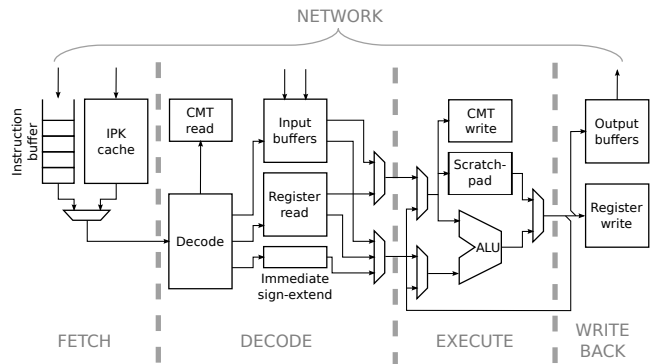 NETWORK
Instruction
buffer
IPK
cache
CMT
read
Input
buffers
CMT
write
Output
buffers
Scratch-
pad
Register
read
Register
write
Decode
ALU
Immediate
sign-extend
FETCH
DECODE
EXECUTE
WRITE
BACK